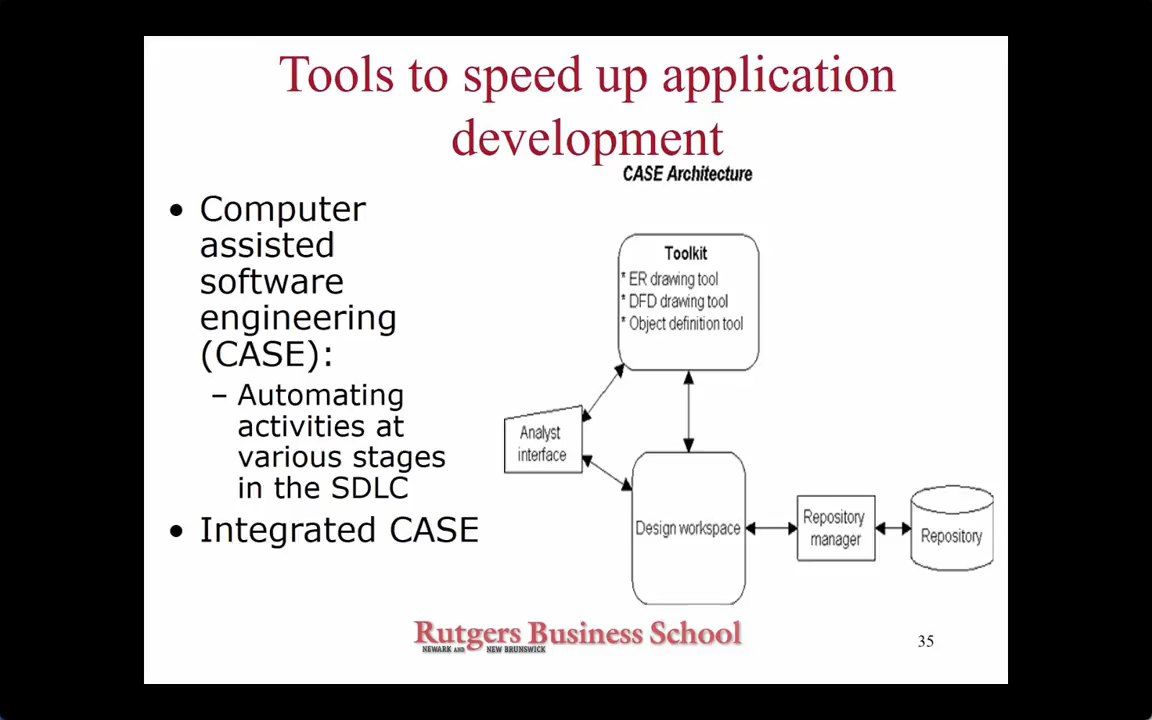 Tools to speed up application
development
CASE Architecture
• Computer
assisted
software
engineering
(CASE):
– Automating
activities at
various stages
in the SDLC
• Integrated CASE
Toolkit
* ER drawing tool
* DFD drawing tool
* Object definition tool
Analyst
interface
Design workspace
Repository
manager
Repository
Rutgers Business School
NEWARK AND NEW BRUNSWICK
35